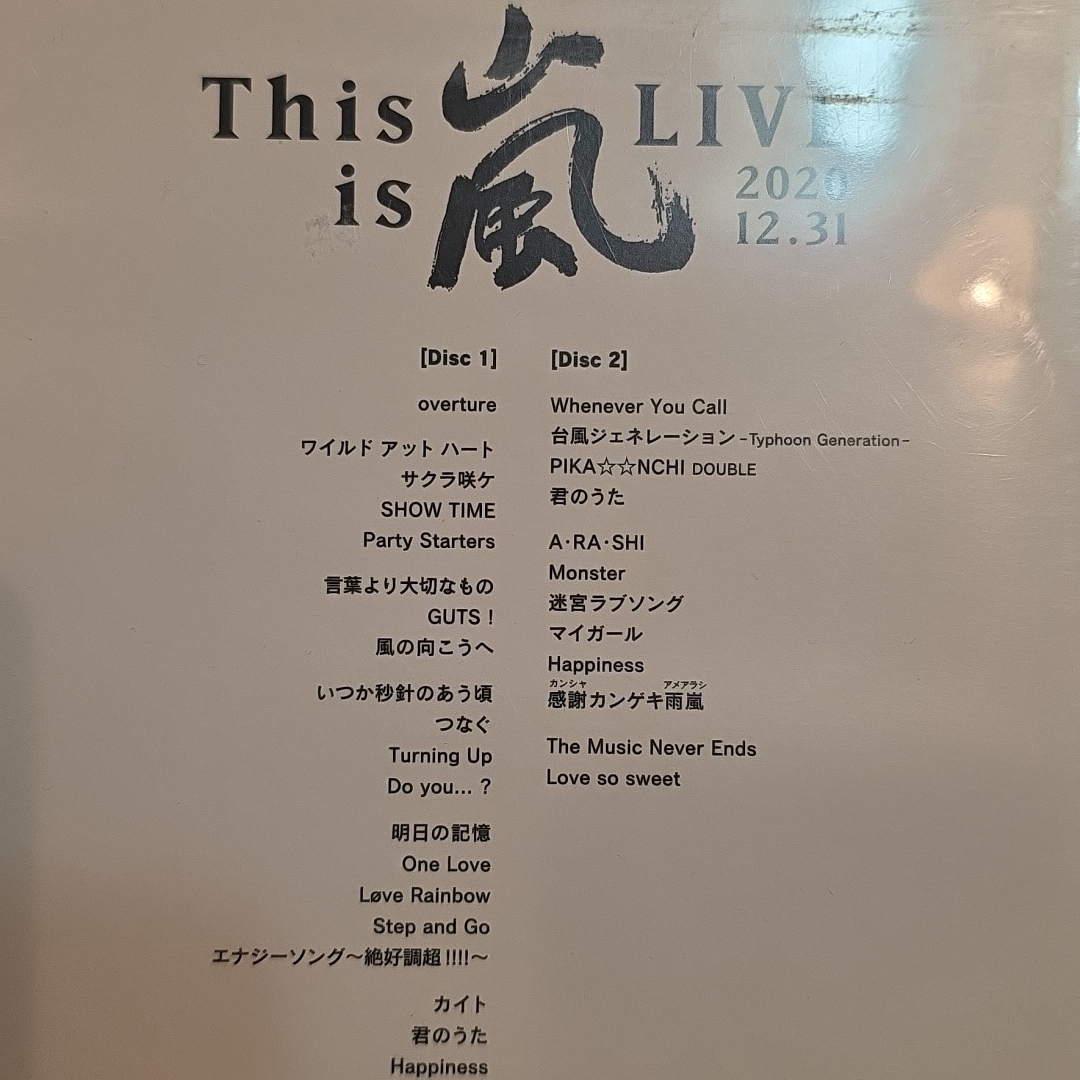 This is 嵐 LIVE
2020
12.31
[Disc 1]
overture
ワイルド アット ハート
サクラ咲ケ
SHOW TIME
Party Starters
言葉より大切なもの
GUTS !
風の向こうへ
いつか秒針のあう頃
つなぐ
Turning Up
Do you... ?
明日の記憶
One Love
Løve Rainbow
Step and Go
エナジーソング〜絶好調超!!!!〜
カイト
君のうた
Happiness
[Disc 2]
Whenever You Call
台風ジェネレーション -Typhoon Generation-
PIKA☆☆NCHI DOUBLE
君のうた
A・RA・SHI
Monster
迷宮ラブソング
マイガール
Happiness
カンシャ アメアラシ
感謝カンゲキ雨嵐
The Music Never Ends
Love so sweet